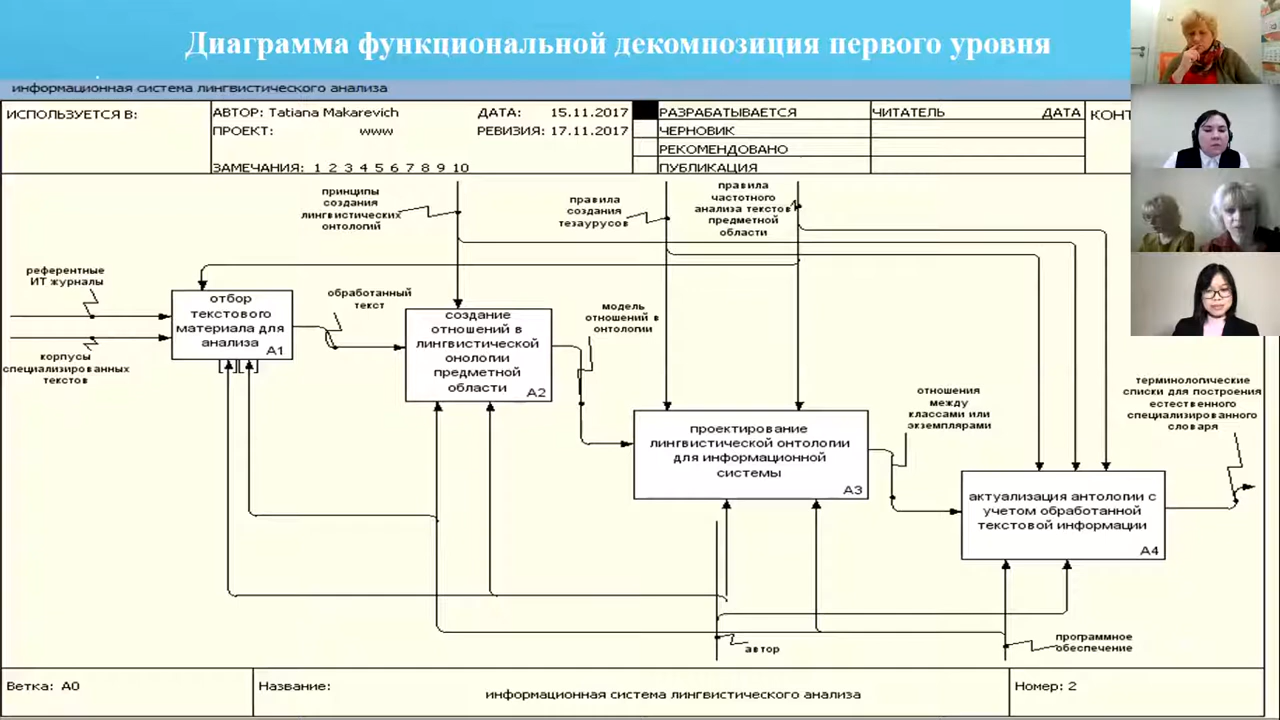 Диаграмма функциональной декомпозиция первого уровня
информационная система лингвистического анализа
ИСПОЛЬЗУЕТСЯ В:
АВТОР: Tatiana Makarevich
ДАТА: 15.11.2017
ПРОЕКТ: www
РЕВИЗИЯ: 17.11.2017
ЗАМЕЧАНИЯ: 1 2 3 4 5 6 7 8 9 10
РАЗРАБАТЫВАЕТСЯ
ЧЕРНОВИК
РЕКОМЕНДОВАНО
ПУБЛИКАЦИЯ
ЧИТАТЕЛЬ
ДАТА
КОНТ
принципы
создания
лингвистических
онтологий
правила
создания
тезаурусов
правила
частотного
анализа текстов
предметной
области
референтные
ИТ журналы
корпусы
специализированных
текстов
отбор
текстового
материала для
анализа
A1
обработанный
текст
создание
отношений в
лингвистической
онологии
предметной
области
A2
модель
отношений в
онтологии
проектирование
лингвистической онтологии
для информационной
системы
A3
отношения
между
классами или
экземплярами
актуализация антологии с
учетом обработанной
текстовой информации
A4
терминологические
списки для построения
естественного
специализированного
словаря
автор
программное
обеспечение
Ветка: A0
Название:
информационная система лингвистического анализа
Номер: 2